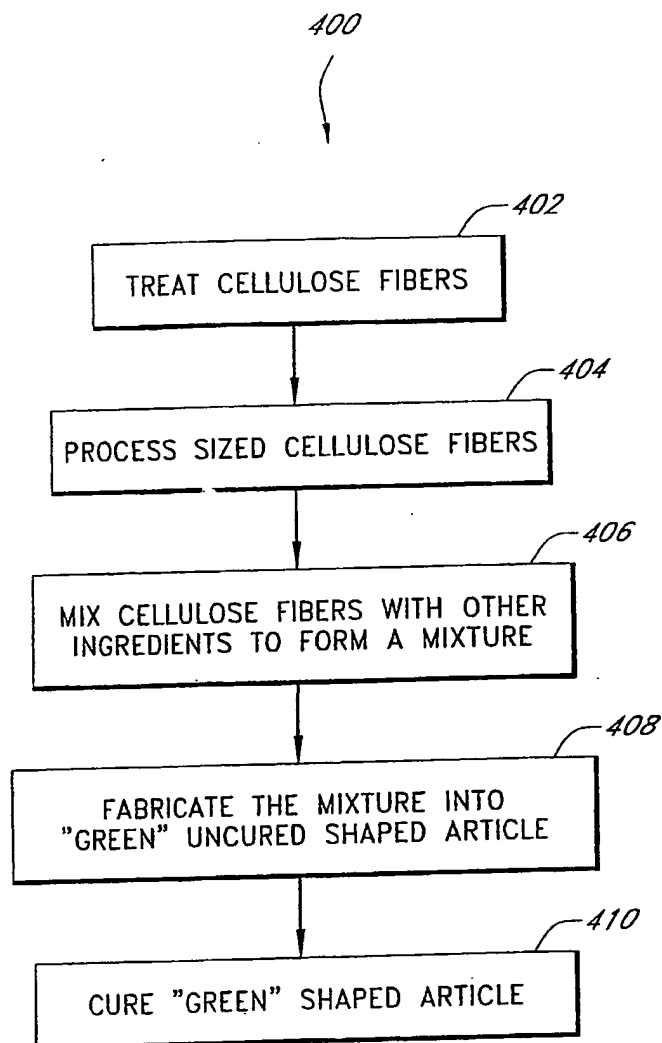 400
402
TREAT CELLULOSE FIBERS
404
PROCESS SIZED CELLULOSE FIBERS
406
MIX CELLULOSE FIBERS WITH OTHER
INGREDIENTS TO FORM A MIXTURE
408
FABRICATE THE MIXTURE INTO
"GREEN" UNCURED SHAPED ARTICLE
410
CURE "GREEN" SHAPED ARTICLE